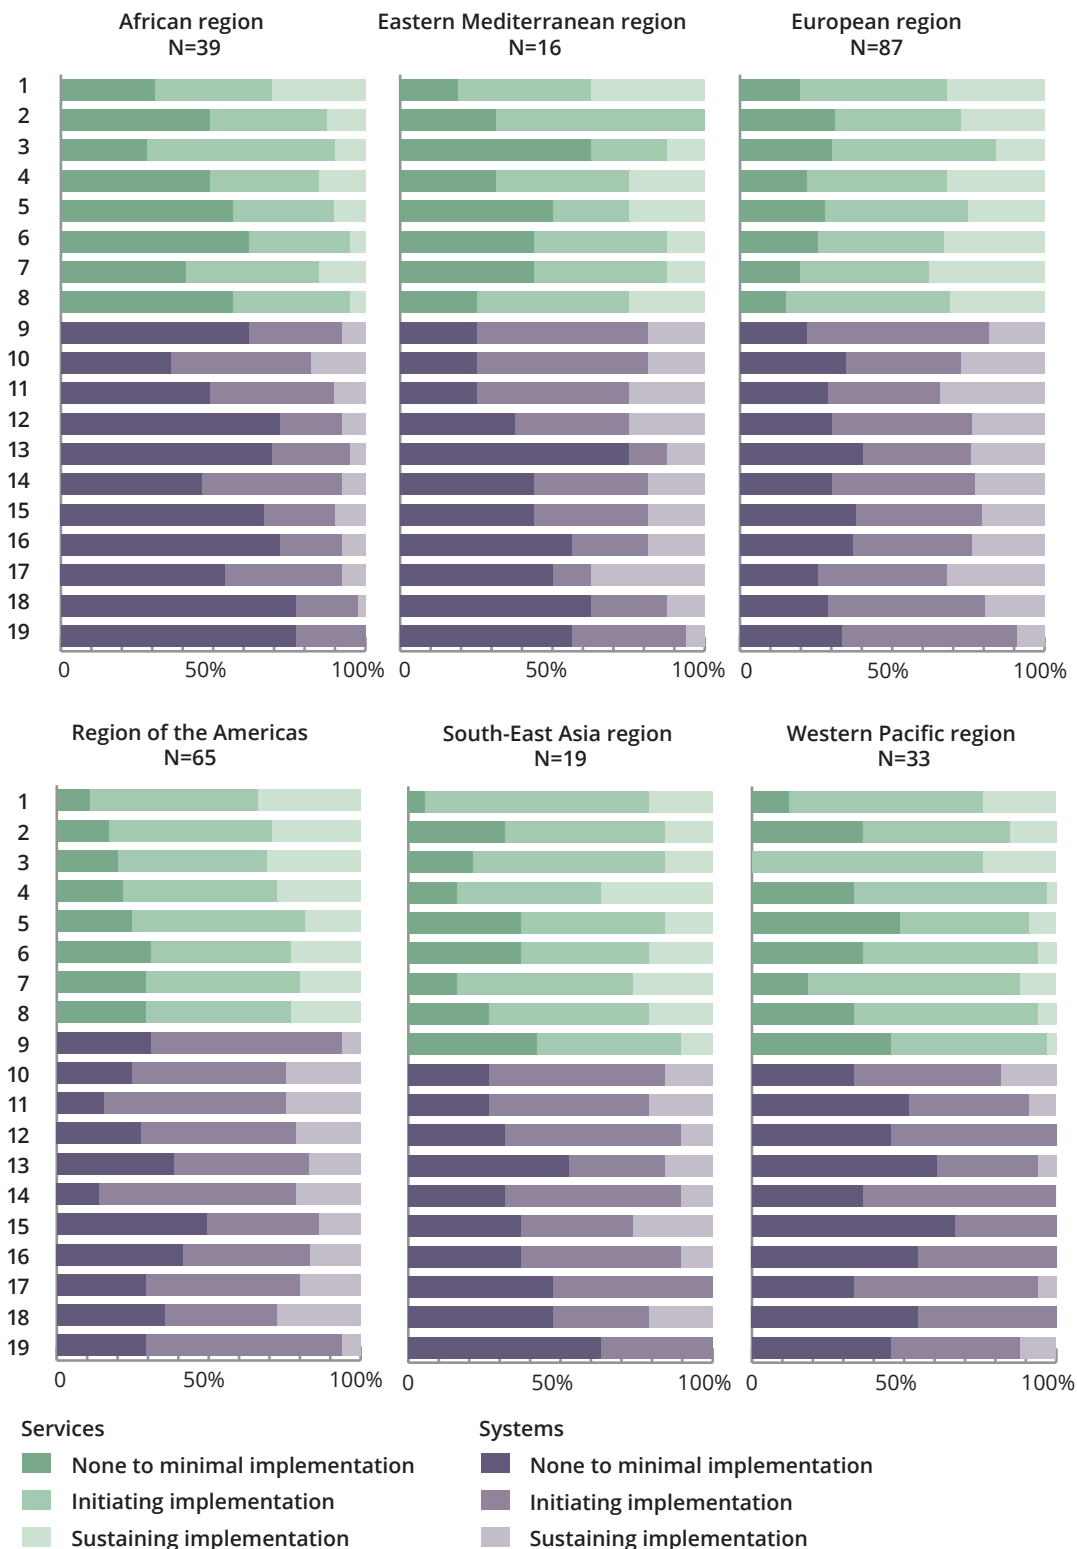 African region
N=39
Eastern Mediterranean region
N=16
European region
N=87
1
2
3
4
5
6
7
8
9
10
11
12
13
14
15
16
17
18
19
0 50% 100%
0 50% 100%
0 50% 100%
Region of the Americas
N=65
South-East Asia region
N=19
Western Pacific region
N=33
1
2
3
4
5
6
7
8
9
10
11
12
13
14
15
16
17
18
19
0 50% 100%
0 50% 100%
0 50% 100%
Services
None to minimal implementation
Initiating implementation
Sustaining implementation
Systems
None to minimal implementation
Initiating implementation
Sustaining implementation